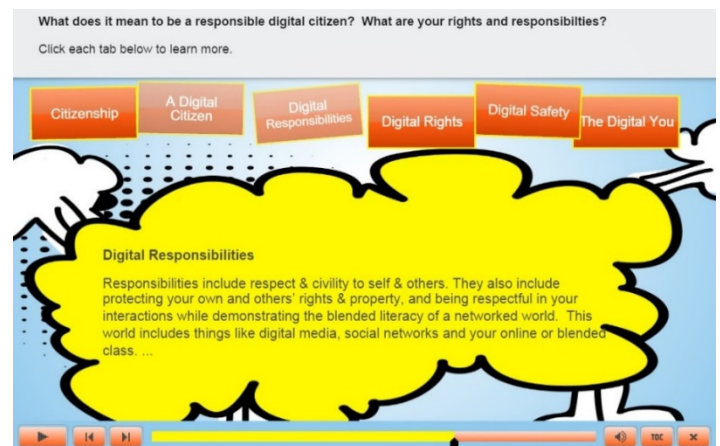 What does it mean to be a responsible digital citizen? What are your rights and responsibilties?
Click each tab below to learn more.
Citizenship
A Digital
Citizen
Digital
Responsibilities
Digital Rights
Digital Safety
The Digital You
Digital Responsibilities
Responsibilities include respect & civility to self & others. They also include
protecting your own and others' rights & property, and being respectful in your
interactions while demonstrating the blended literacy of a networked world. This
world includes things like digital media, social networks and your online or blended
class. ...
TOC